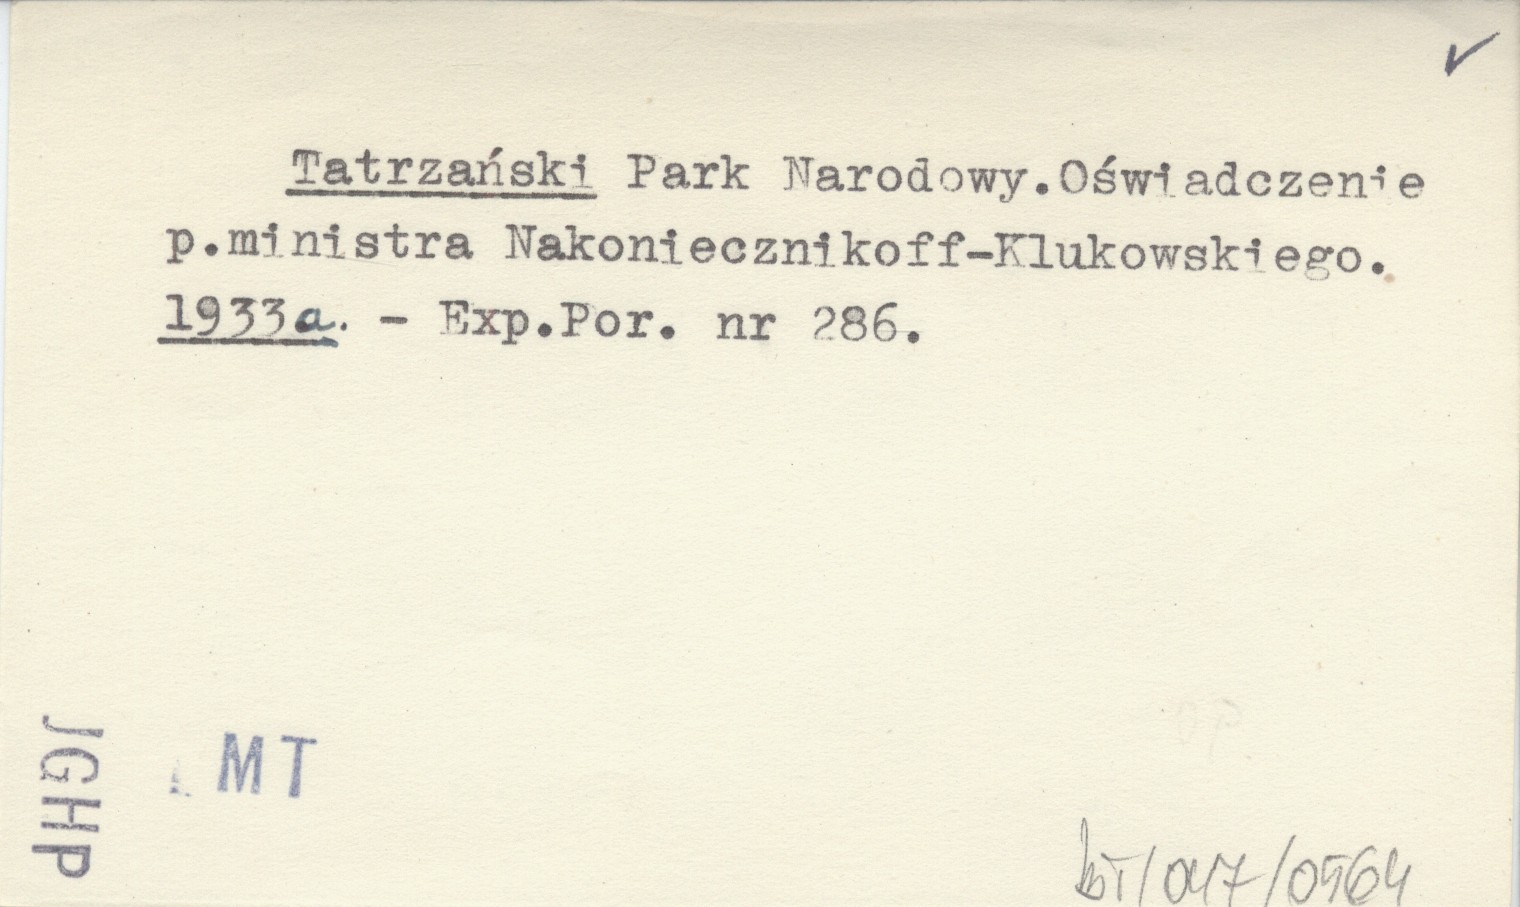 Tatrzański Park Narodowy.Oświadczenie
p.ministra Nakoniecznikoff-Klukowskiego.
1933a. - Exp.Por. nr 286.
JGHP
MT
bT/047/0564